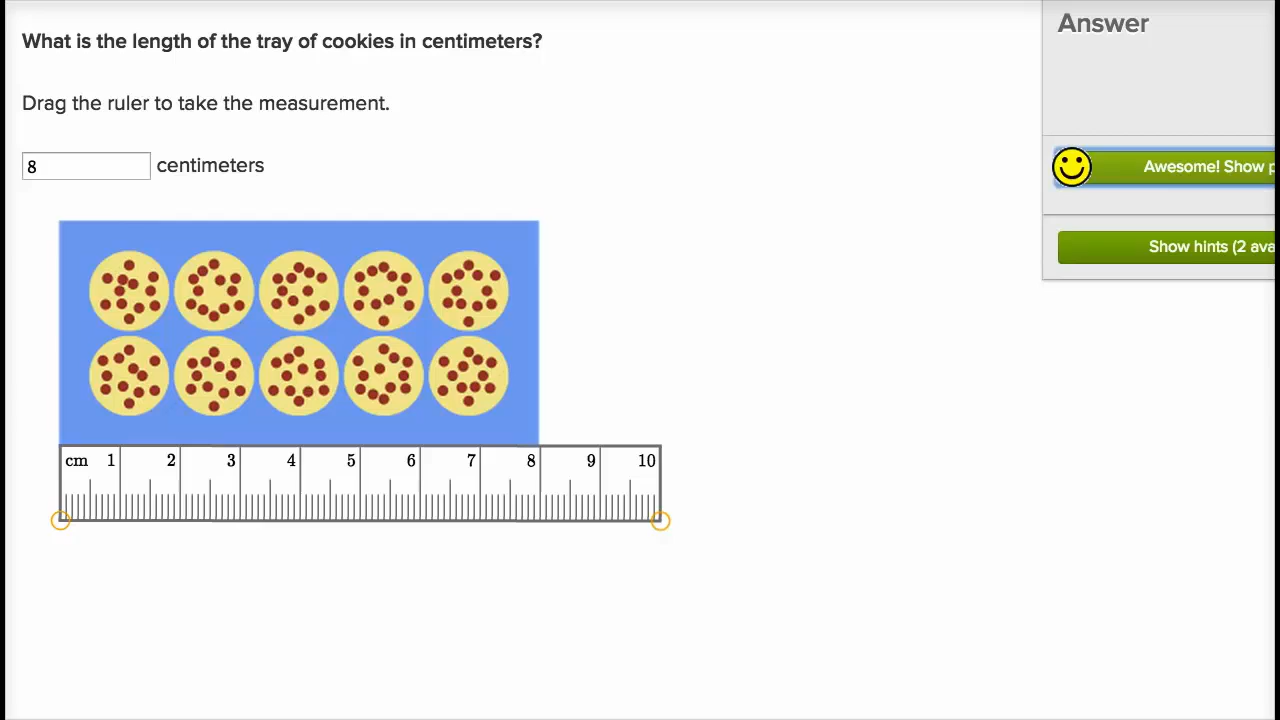 What is the length of the tray of cookies in centimeters?
Answer
Drag the ruler to take the measurement.
8 centimeters
Awesome! Show
Show hints (2
cm 1 2 3 4 5 6 7 8 9 10